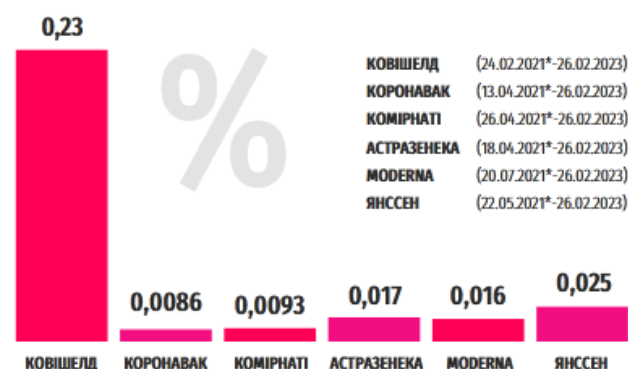 0,23
%
КОВІШЕЛД (24.02.2021*-26.02.2023)
КОРОНАВАК (13.04.2021*-26.02.2023)
КОМІРНАТІ (26.04.2021*-26.02.2023)
АСТРАЗЕНЕКА (18.04.2021*-26.02.2023)
MODERNA (20.07.2021*-26.02.2023)
ЯНССЕН (22.05.2021*-26.02.2023)
0,0086 0,0093 0,017 0,016 0,025
КОВІШЕЛД КОРОНАВАК КОМІРНАТІ АСТРАЗЕНЕКА MODERNA ЯНССЕН